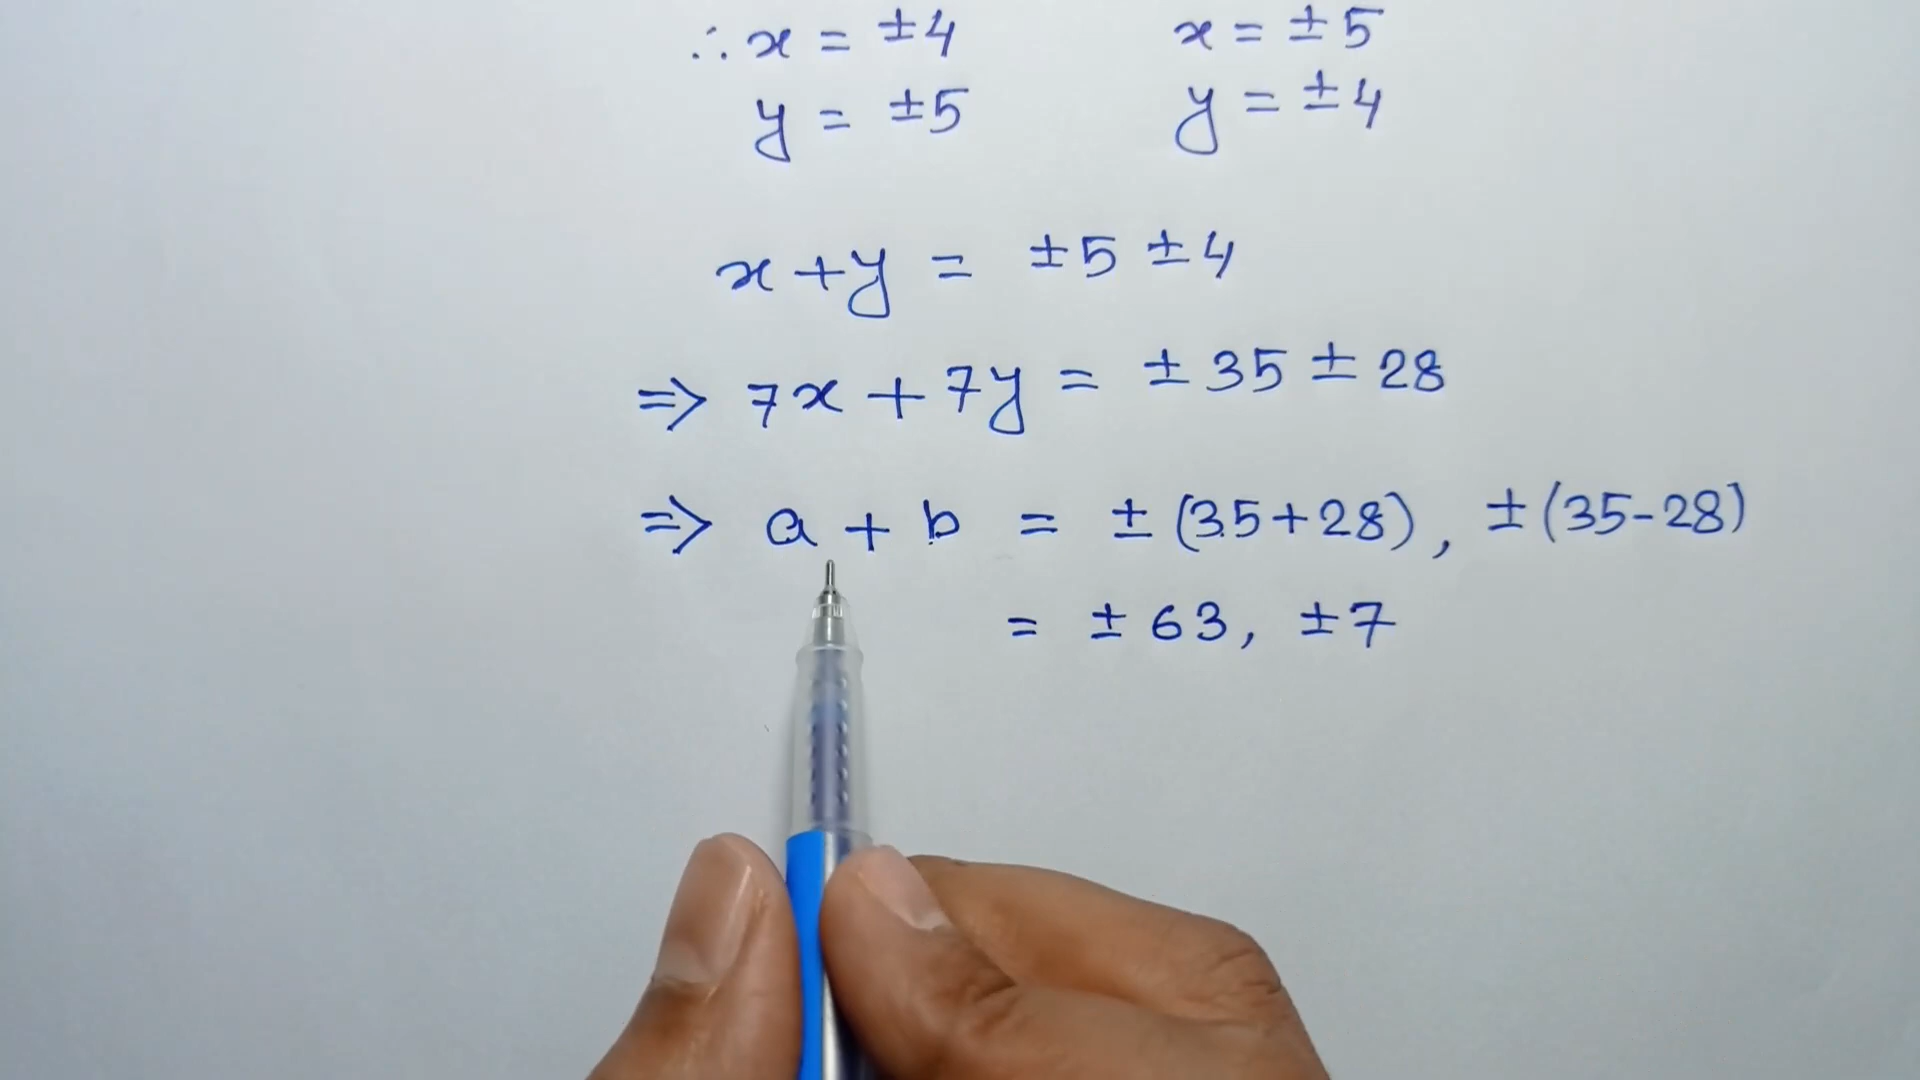 ∴ x = ±4 x = ±5
y = ±5 y = ±4
x + y = ±5 ±4
⇒ 7x + 7y = ± 35 ± 28
⇒ a + b = ± (35+28), ± (35-28)
= ± 63, ±7